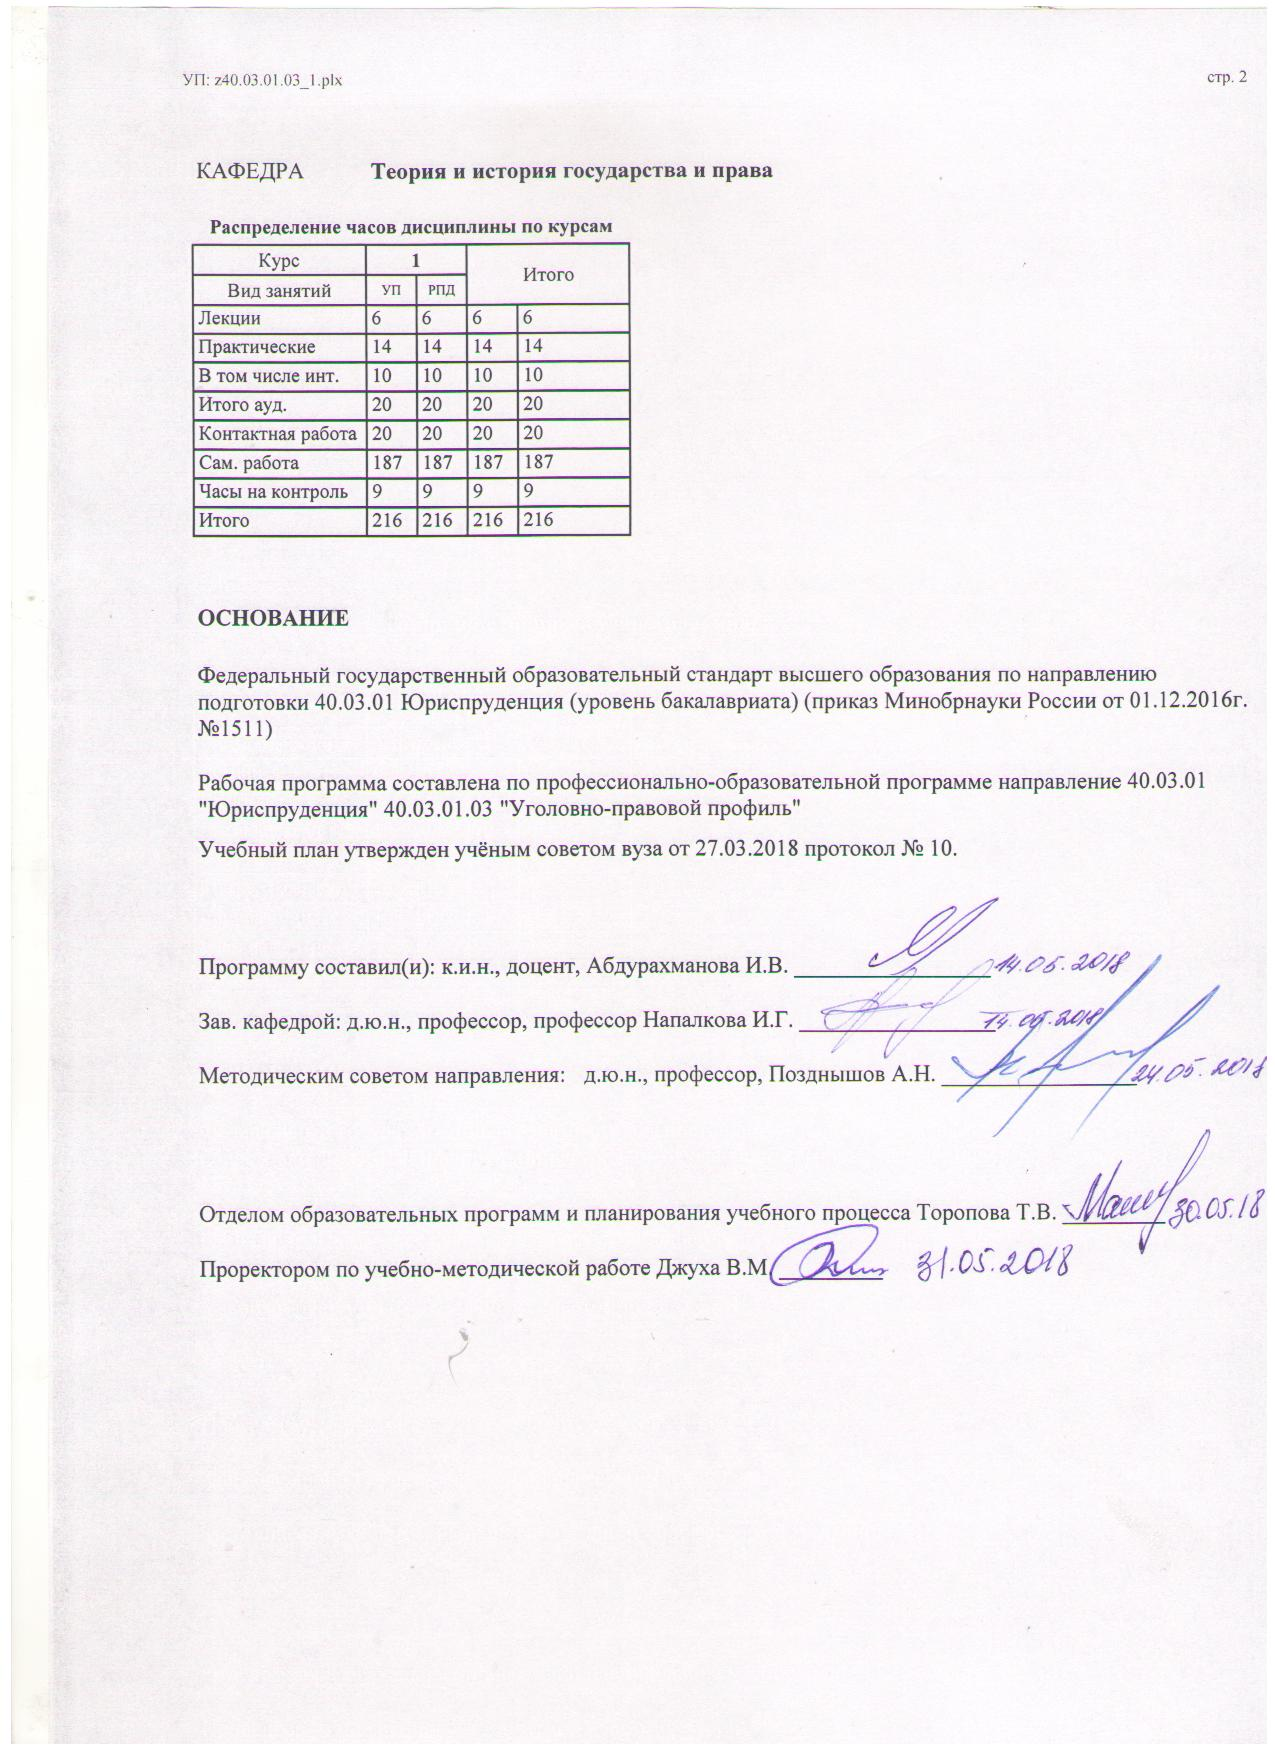 УП: z40.03.01.03_1.plx
стр. 2
КАФЕДРА Теория и история государства и права
Распределение часов дисциплины по курсам
Курс 1 Итого
Вид занятий УП РПД
Лекции 6 6 6 6
Практические 14 14 14 14
В том числе инт. 10 10 10 10
Итого ауд. 20 20 20 20
Контактная работа 20 20 20 20
Сам. работа 187 187 187 187
Часы на контроль 9 9 9 9
Итого 216 216 216 216
ОСНОВАНИЕ
Федеральный государственный образовательный стандарт высшего образования по направлению
подготовки 40.03.01 Юриспруденция (уровень бакалавриата) (приказ Минобрнауки России от 01.12.2016г.
№1511)
Рабочая программа составлена по профессионально-образовательной программе направление 40.03.01
"Юриспруденция" 40.03.01.03 "Уголовно-правовой профиль"
Учебный план утвержден учёным советом вуза от 27.03.2018 протокол № 10.
Программу составил(и): к.и.н., доцент, Абдурахманова И.В. 14.05.2018
Зав. кафедрой: д.ю.н., профессор, профессор Напалкова И.Г. 14.05.2018
Методическим советом направления: д.ю.н., профессор, Позднышов А.Н. 24.05.2018
Отделом образовательных программ и планирования учебного процесса Торопова Т.В. 30.05.18
Проректором по учебно-методической работе Джуха В.М. 31.05.2018